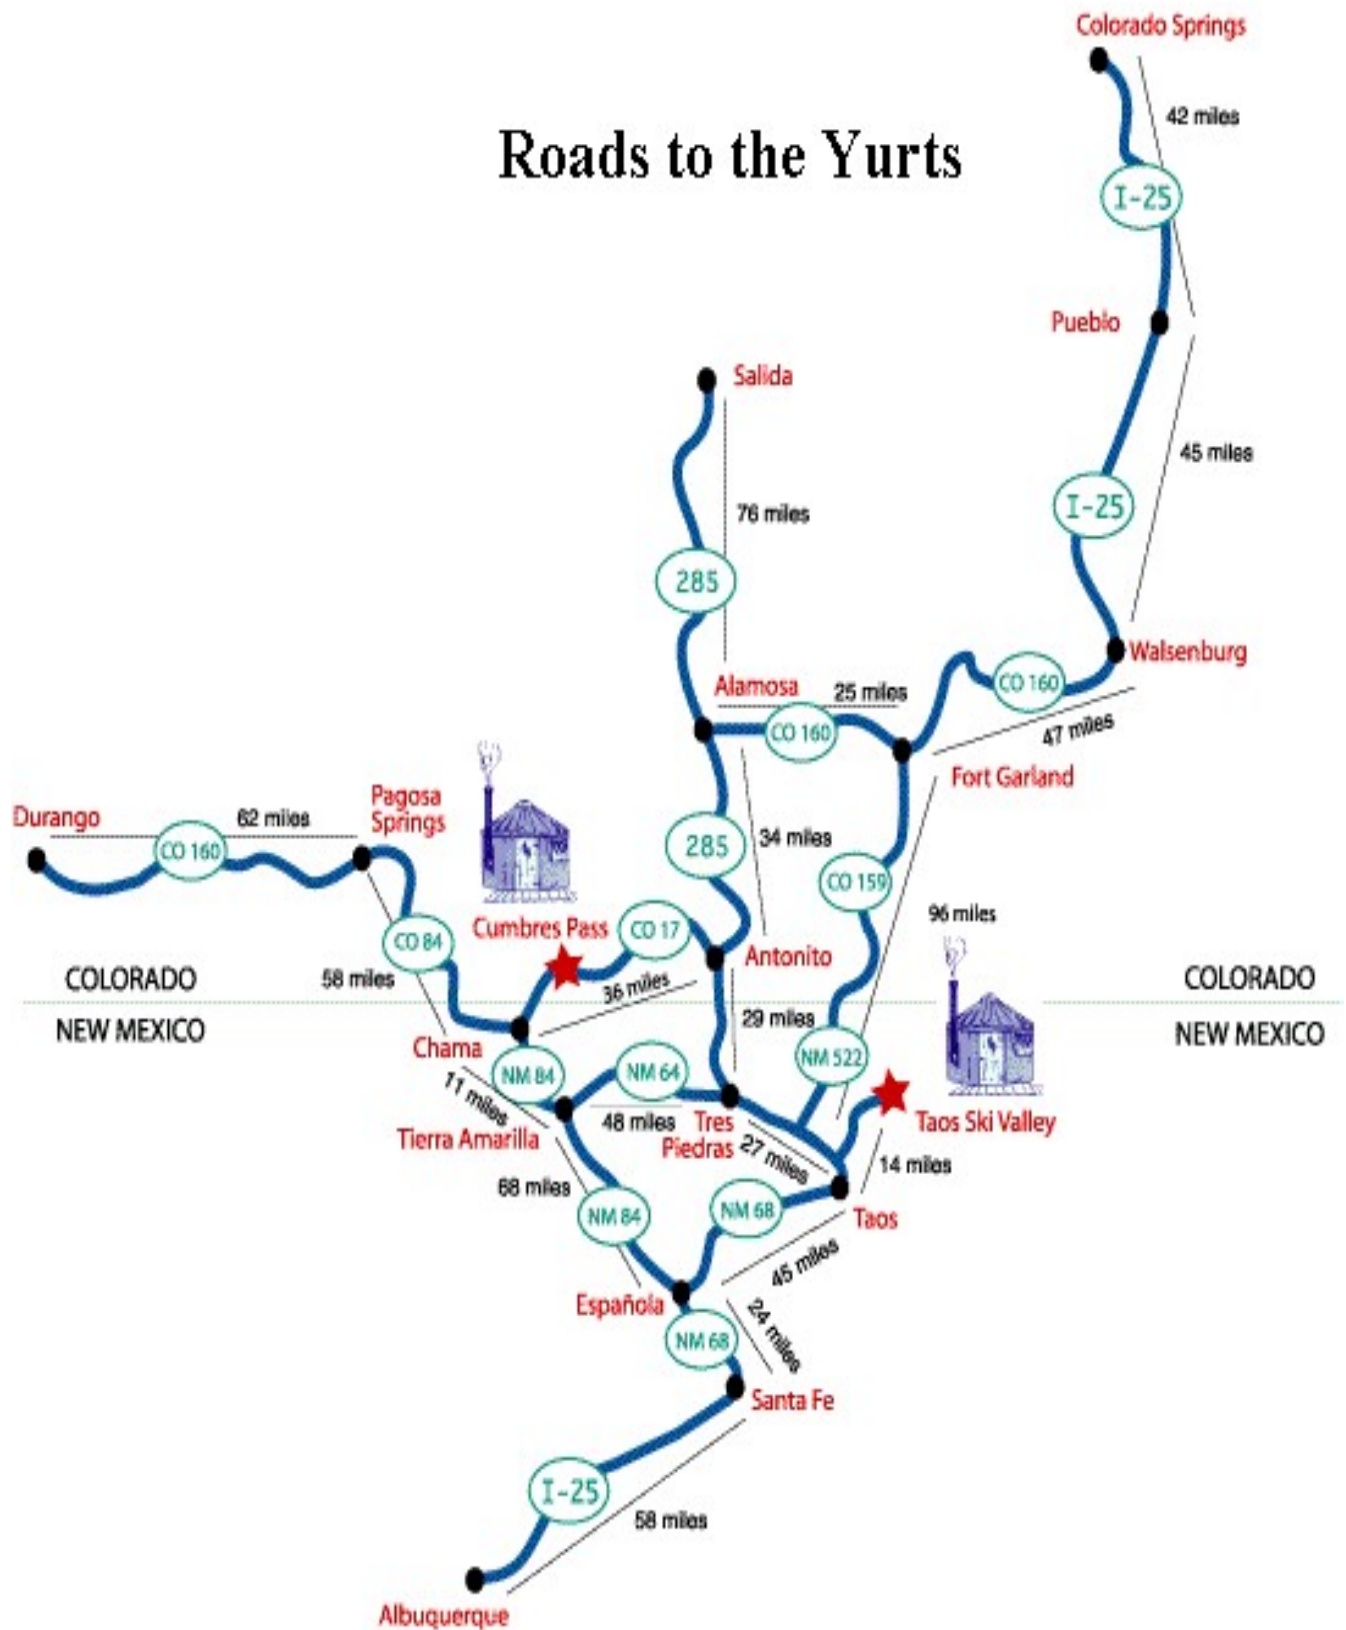 Colorado Springs
42 miles
Roads to the Yurts
I-25
Pueblo
Salida
45 miles
76 miles
I-25
285
Walsenburg
CO 160
Alamosa
25 miles
CO 160
47 miles
Fort Garland
Durango
62 miles
Pagosa
Springs
CO 160
285
34 miles
CO 159
96 miles
Cumbres Pass
CO 17
CO 84
Antonito
58 miles
36 miles
COLORADO
COLORADO
NEW MEXICO
NEW MEXICO
29 miles
Chama
NM 522
NM 84
NM 64
11 miles
48 miles
Tres
Piedras
Taos Ski Valley
Tierra Amarilla
27 miles
14 miles
68 miles
NM 84
NM 68
Taos
45 miles
Española
24 miles
NM 68
Santa Fe
I-25
58 miles
Albuquerque